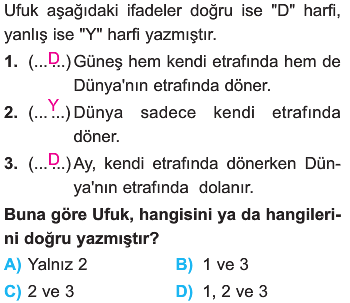 Ufuk aşağıdaki ifadeler doğru ise "D" harfi,
yanlış ise "Y" harfi yazmıştır.
1. (...D...) Güneş hem kendi etrafında hem de
Dünya'nın etrafında döner.
2. (...Y...) Dünya sadece kendi etrafında
döner.
3. (...D...) Ay, kendi etrafında dönerken Dün-
ya'nın etrafında dolanır.
Buna göre Ufuk, hangisini ya da hangileri-
ni doğru yazmıştır?
A) Yalnız 2 B) 1 ve 3
C) 2 ve 3 D) 1, 2 ve 3